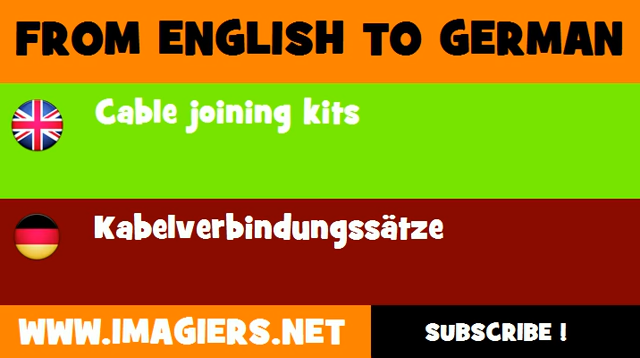 FROM ENGLISH TO GERMAN
Cable joining kits
Kabelverbindungssätze
WWW.IMAGIERS.NET
SUBSCRIBE !